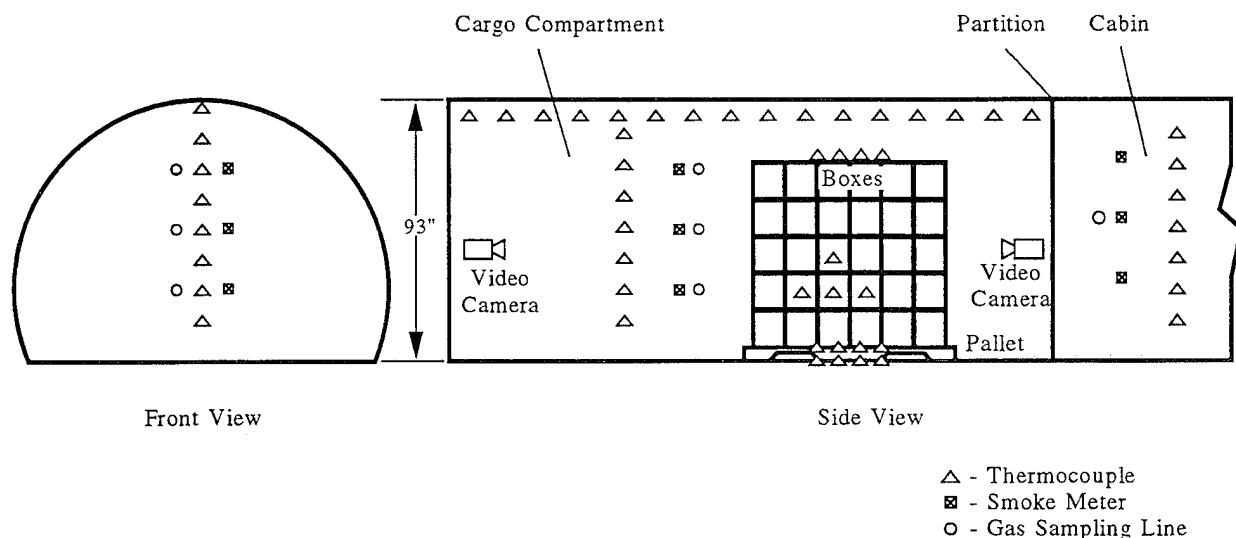 Cargo Compartment
Partition
Cabin
93"
Boxes
Video
Camera
Video
Camera
Pallet
Front View
Side View
- Thermocouple
- Smoke Meter
- Gas Sampling Line